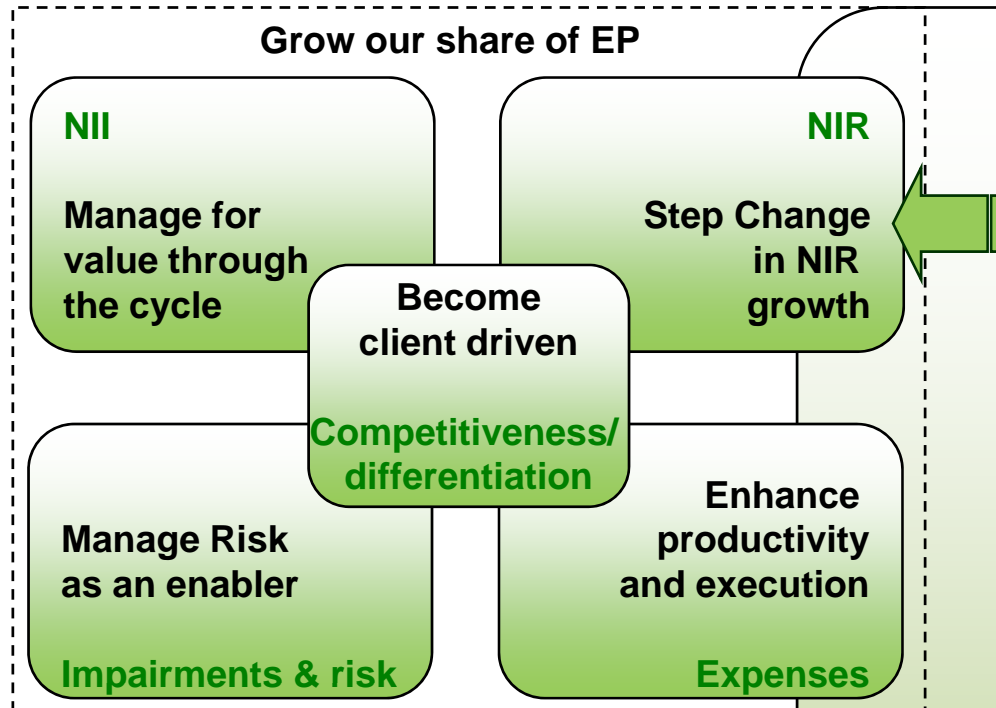 Grow our share of EP
NII
Manage for
value through
the cycle
NIR
Step Change
in NIR
growth
Become
client driven
Competitiveness/
differentiation
Manage Risk
as an enabler
Impairments & risk
Enhance
productivity
and execution
Expenses